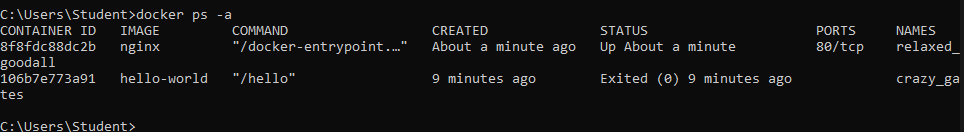 C:\Users\Student>docker ps -a
CONTAINER ID   IMAGE         COMMAND                  CREATED              STATUS                     PORTS     NAMES
8f8fdc88dc2b   nginx         "/docker-entrypoint.…"   About a minute ago   Up About a minute          80/tcp    relaxed_
goodall
106b7e773a91   hello-world   "/hello"                 9 minutes ago        Exited (0) 9 minutes ago             crazy_ga
tes
C:\Users\Student>